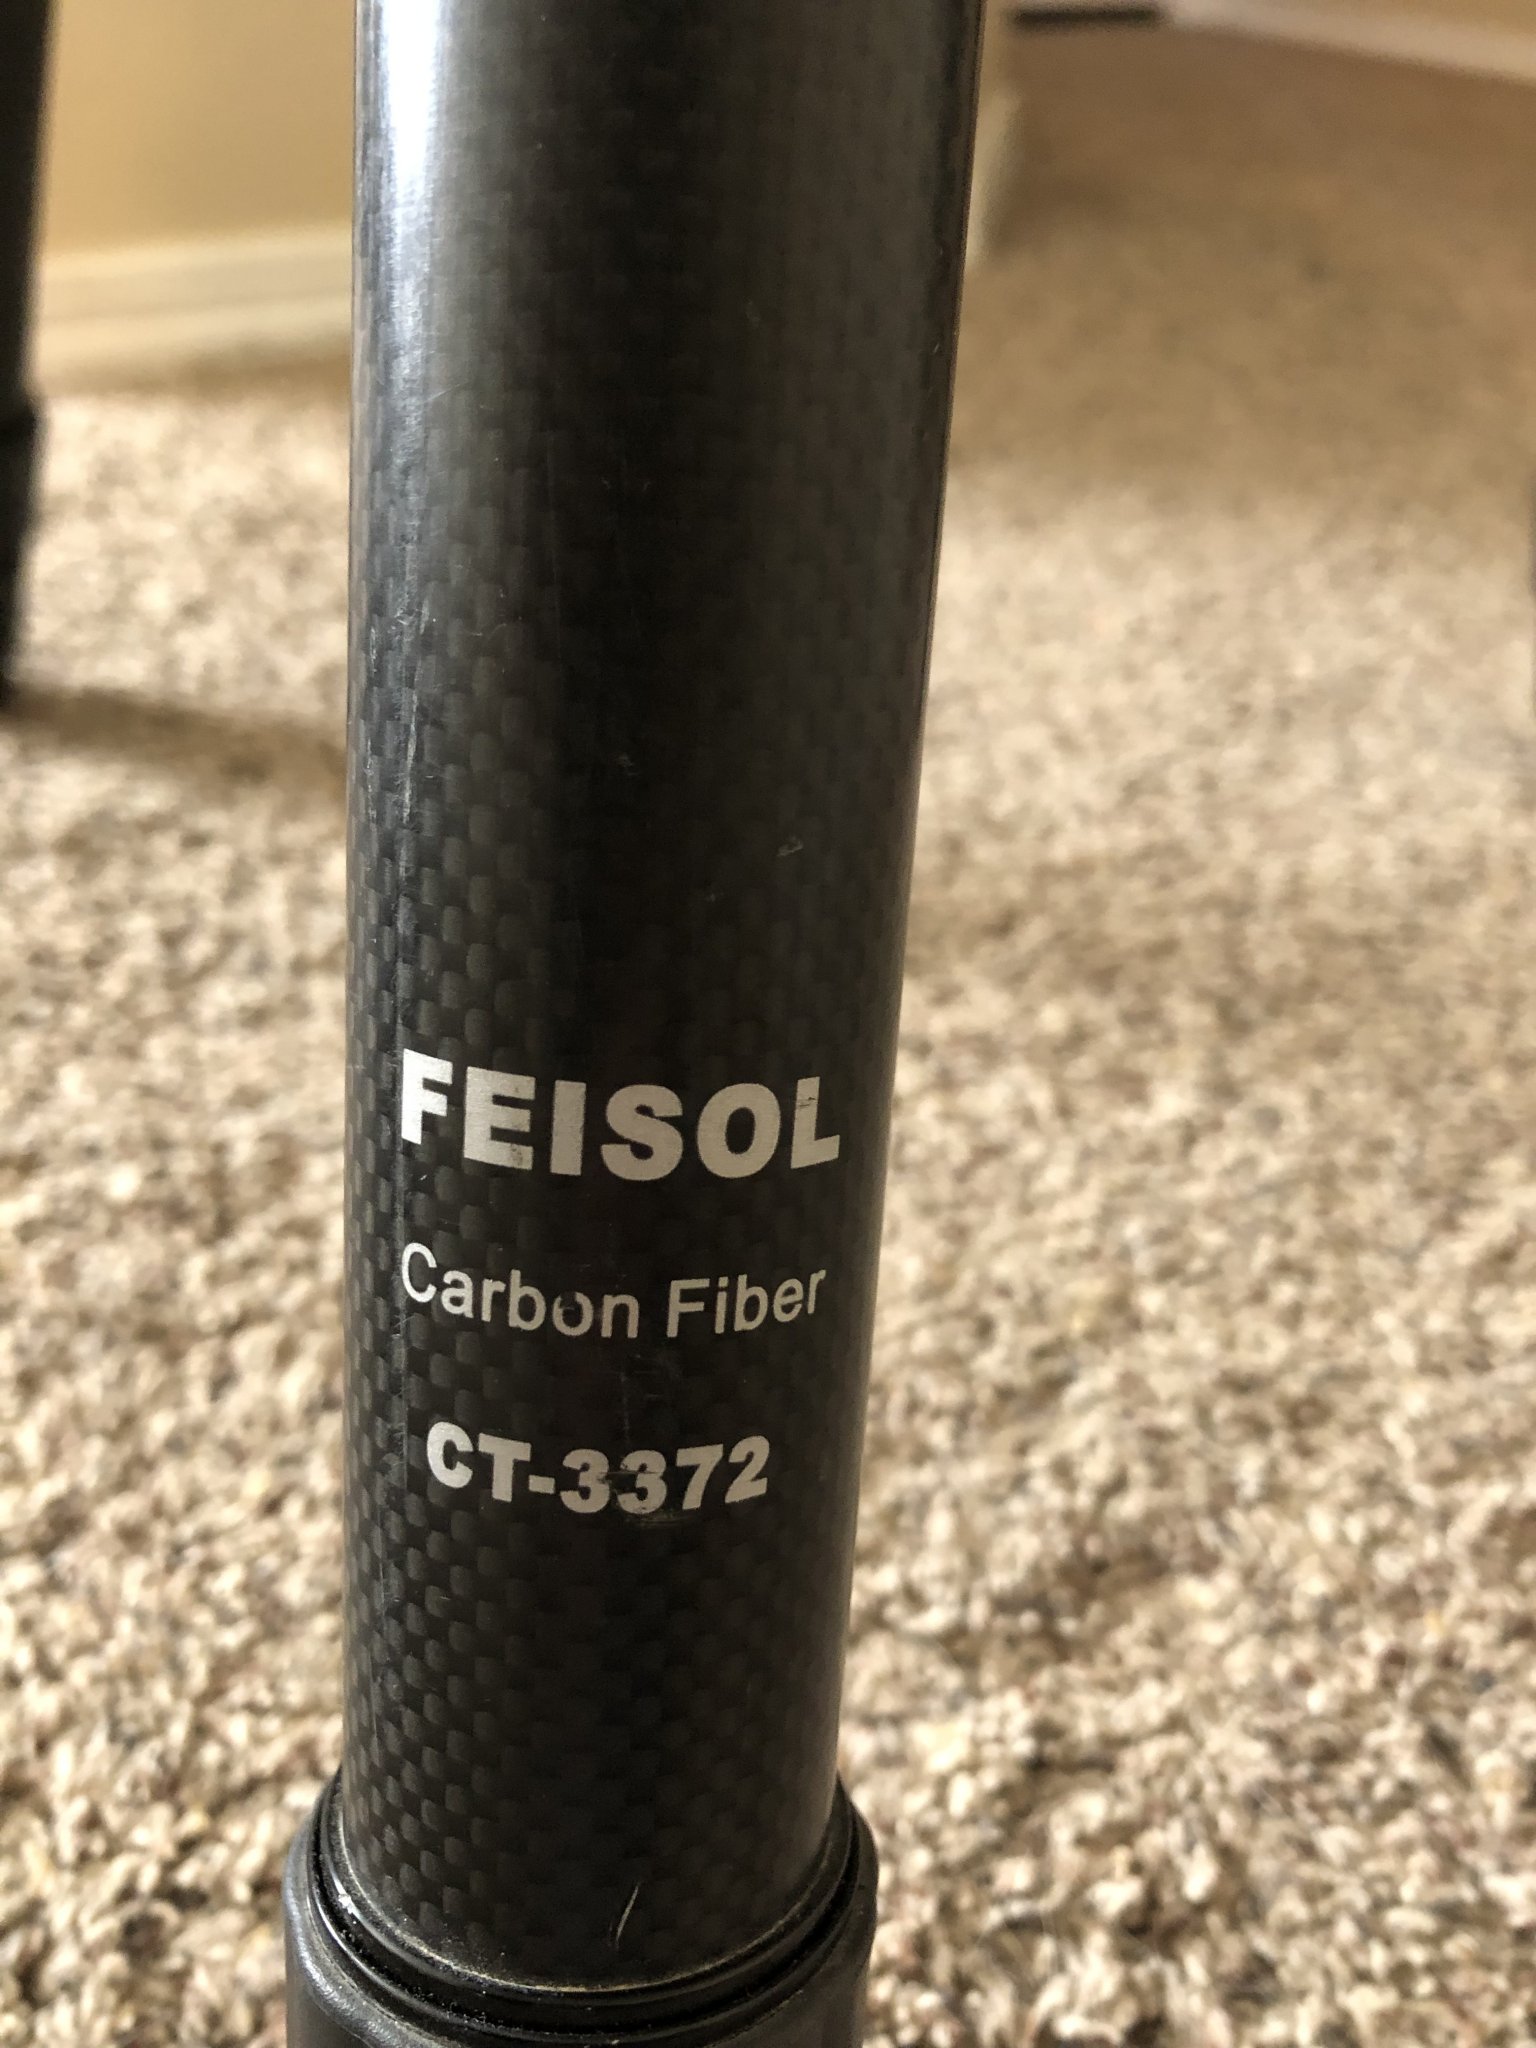 FEISOL
Carbon Fiber
CT-3372